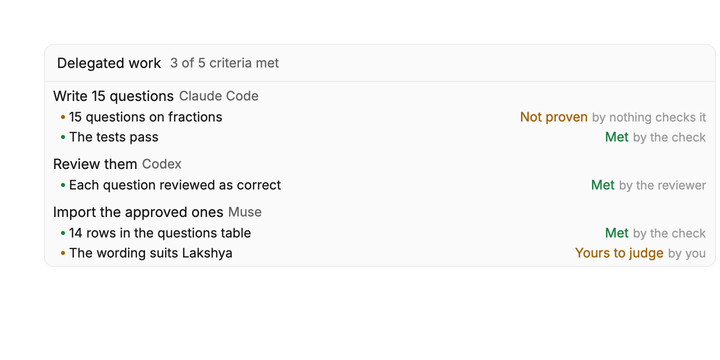 Delegated work 3 of 5 criteria met
Write 15 questions Claude Code
• 15 questions on fractions Not proven by nothing checks it
• The tests pass Met by the check
Review them Codex
• Each question reviewed as correct Met by the reviewer
Import the approved ones Muse
• 14 rows in the questions table Met by the check
• The wording suits Lakshya Yours to judge by you